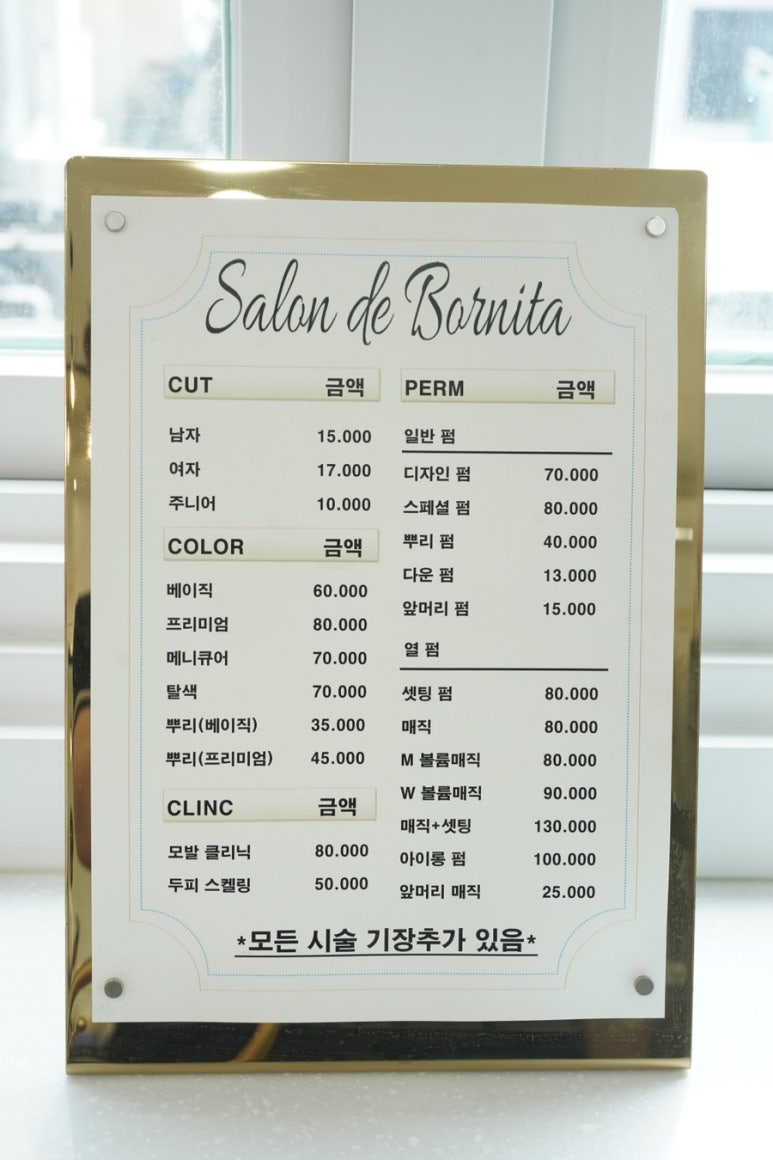 Salon de Bornita
CUT 금액
남자 15.000
여자 17.000
주니어 10.000
COLOR 금액
베이직 60.000
프리미엄 80.000
메니큐어 70.000
탈색 70.000
뿌리(베이직) 35.000
뿌리(프리미엄) 45.000
CLINC 금액
모발 클리닉 80.000
두피 스켈링 50.000
PERM 금액
일반 펌
디자인 펌 70.000
스페셜 펌 80.000
뿌리 펌 40.000
다운 펌 13.000
앞머리 펌 15.000
열 펌
셋팅 펌 80.000
매직 80.000
M 볼륨매직 80.000
W 볼륨매직 90.000
매직+셋팅 130.000
아이롱 펌 100.000
앞머리 매직 25.000
*모든 시술 기장추가 있음*